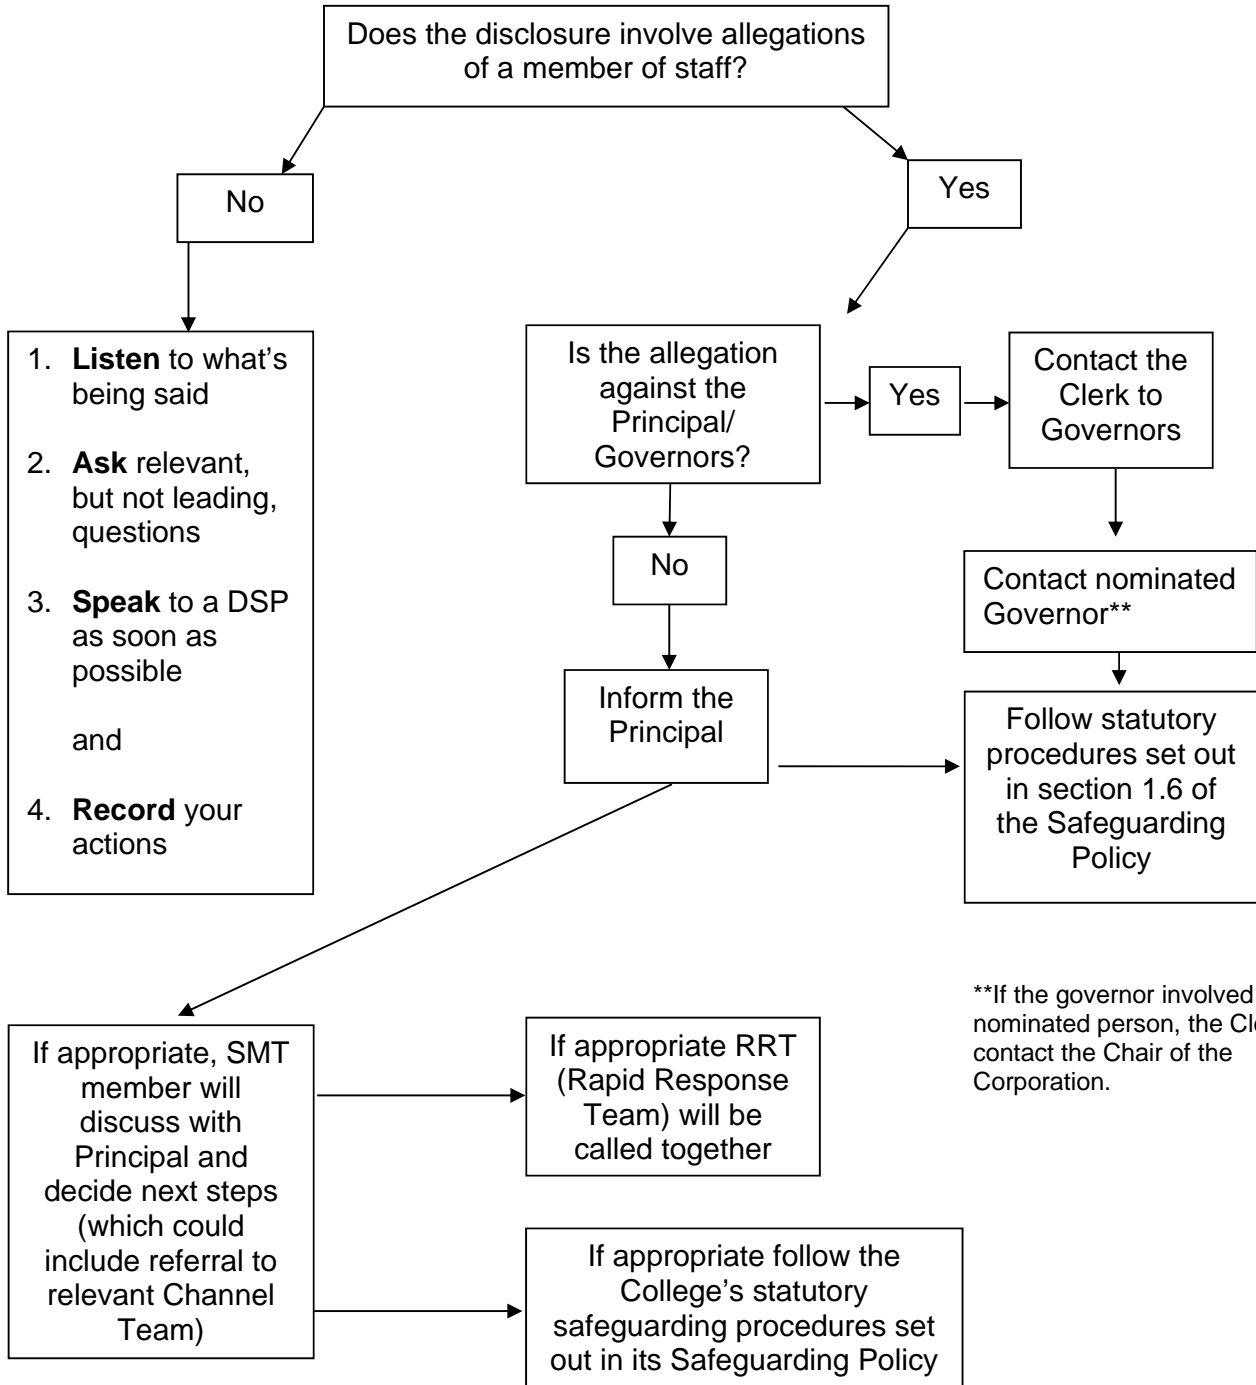 Does the disclosure involve allegations
of a member of staff?
No
Yes
1. Listen to what's
being said
2. Ask relevant,
but not leading,
questions
3. Speak to a DSP
as soon as
possible
and
4. Record your
actions
Is the allegation
against the
Principal/
Governors?
Yes
Contact the
Clerk to
Governors
No
Contact nominated
Governor**
Inform the
Principal
Follow statutory
procedures set out
in section 1.6 of
the Safeguarding
Policy
**If the governor involved
nominated person, the
contact the Chair of the
Corporation.
If appropriate, SMT
member will
discuss with
Principal and
decide next steps
(which could
include referral to
relevant Channel
Team)
If appropriate RRT
(Rapid Response
Team) will be
called together
If appropriate follow the
College’s statutory
safeguarding procedures set
out in its Safeguarding Policy